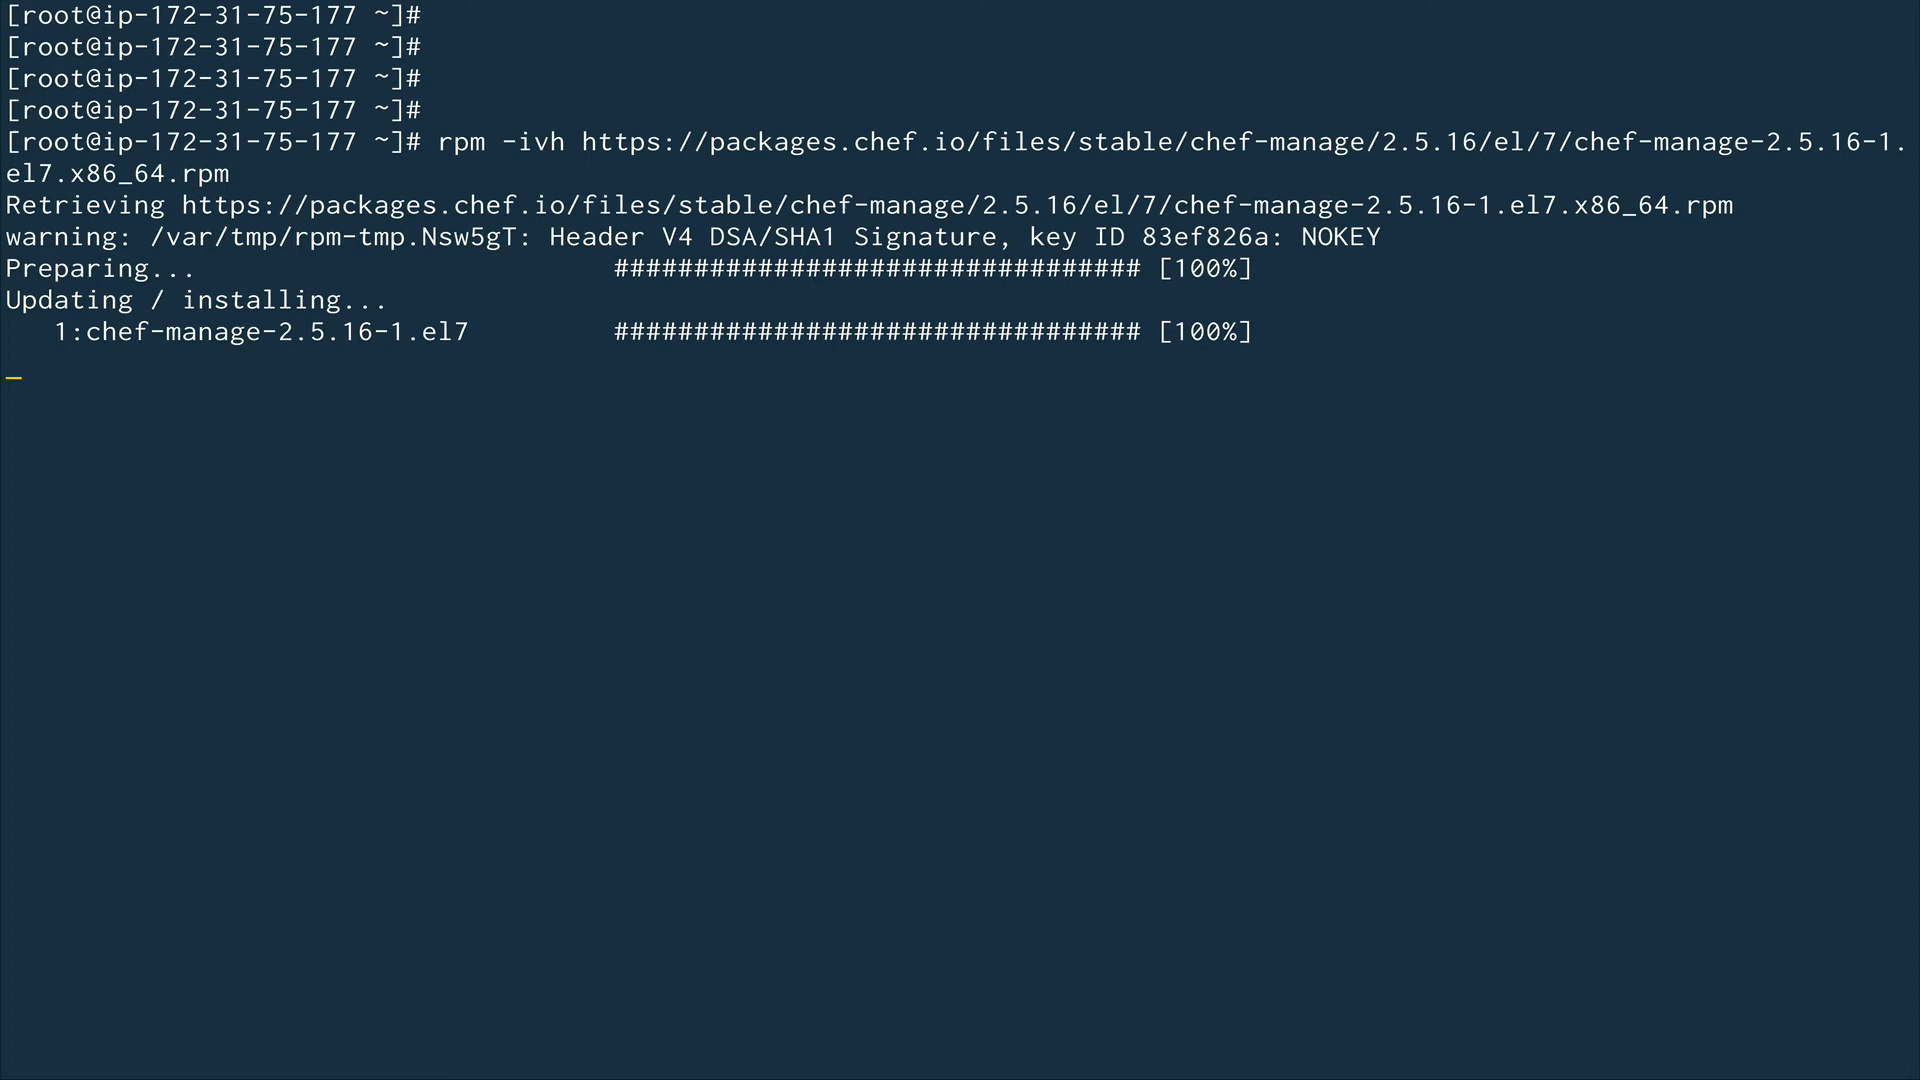 [root@ip-172-31-75-177 ~]#
[root@ip-172-31-75-177 ~]#
[root@ip-172-31-75-177 ~]#
[root@ip-172-31-75-177 ~]#
[root@ip-172-31-75-177 ~]# rpm -ivh https://packages.chef.io/files/stable/chef-manage/2.5.16/el/7/chef-manage-2.5.16-1.
el7.x86_64.rpm
Retrieving https://packages.chef.io/files/stable/chef-manage/2.5.16/el/7/chef-manage-2.5.16-1.el7.x86_64.rpm
warning: /var/tmp/rpm-tmp.Nsw5gT: Header V4 DSA/SHA1 Signature, key ID 83ef826a: NOKEY
Preparing...                          ################################# [100%]
Updating / installing...
   1:chef-manage-2.5.16-1.el7         ################################# [100%]